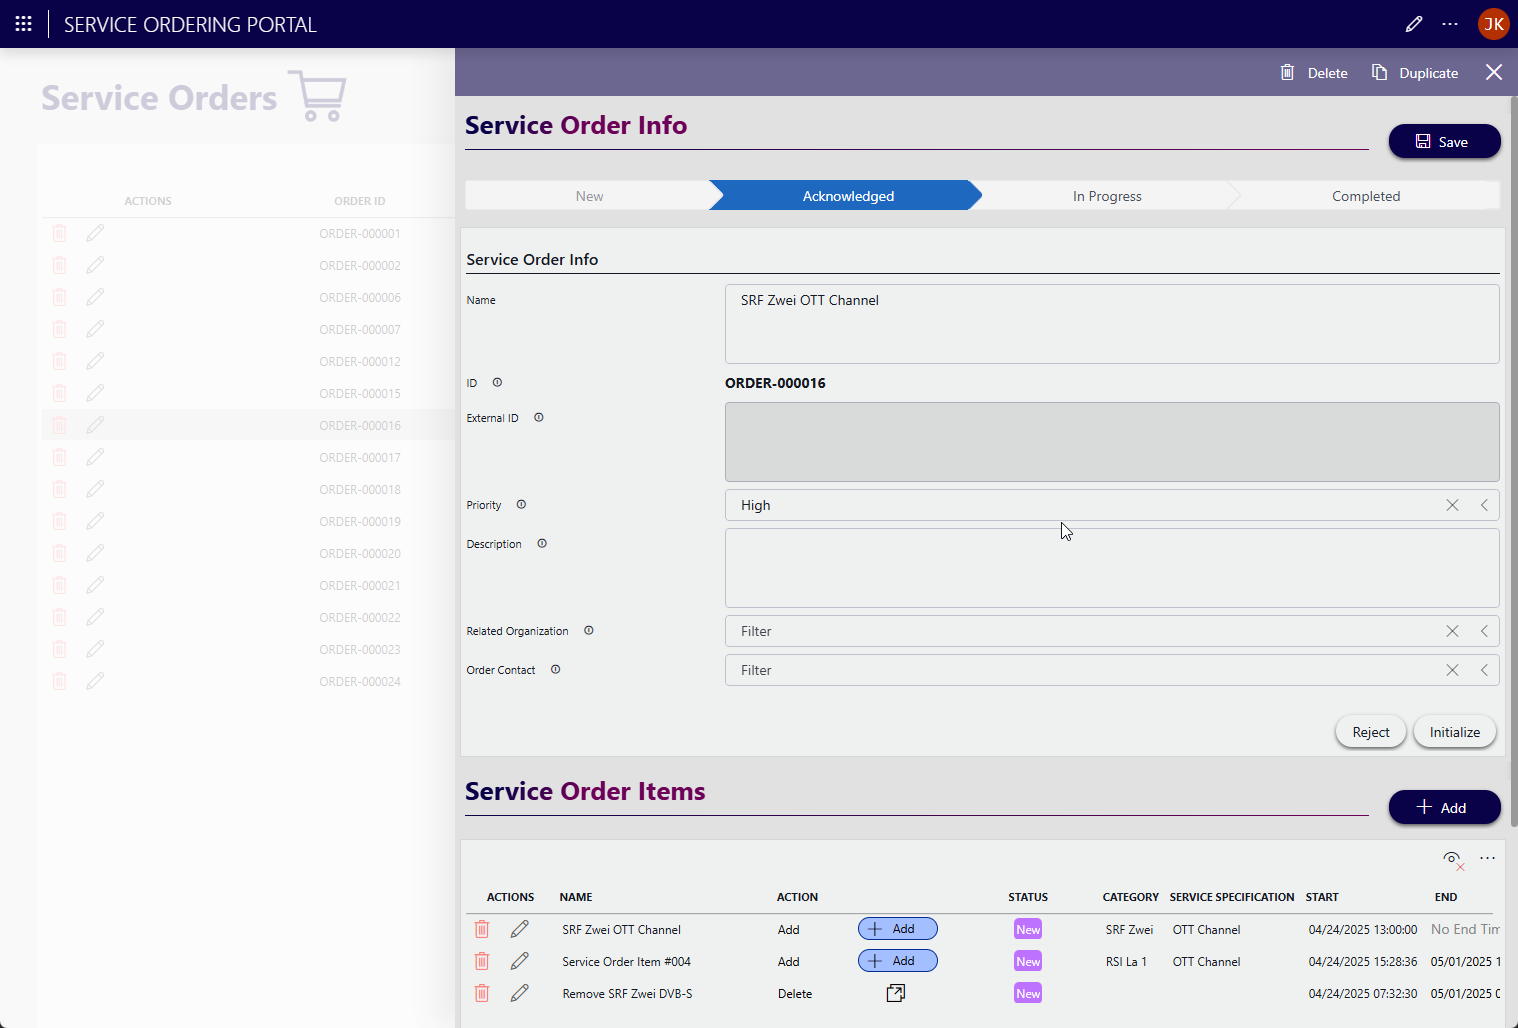 SERVICE ORDERING PORTAL
JK
Delete
Duplicate
Service Orders
Service Order Info
Save
New
Acknowledged
In Progress
Completed
ACTIONS
ORDER ID
ORDER-000001
ORDER-000002
ORDER-000006
ORDER-000007
ORDER-000012
ORDER-000015
ORDER-000016
ORDER-000017
ORDER-000018
ORDER-000019
ORDER-000020
ORDER-000021
ORDER-000022
ORDER-000023
ORDER-000024
Service Order Info
Name
SRF Zwei OTT Channel
ID
ORDER-000016
External ID
Priority
High
Description
Related Organization
Filter
Order Contact
Filter
Reject
Initialize
Service Order Items
Add
ACTIONS NAME ACTION STATUS CATEGORY SERVICE SPECIFICATION START END
SRF Zwei OTT Channel Add Add New SRF Zwei OTT Channel 04/24/2025 13:00:00 No End Tim
Service Order Item #004 Add Add New RSI La 1 OTT Channel 04/24/2025 15:28:36 05/01/2025 1
Remove SRF Zwei DVB-S Delete New 04/24/2025 07:32:30 05/01/2025 0